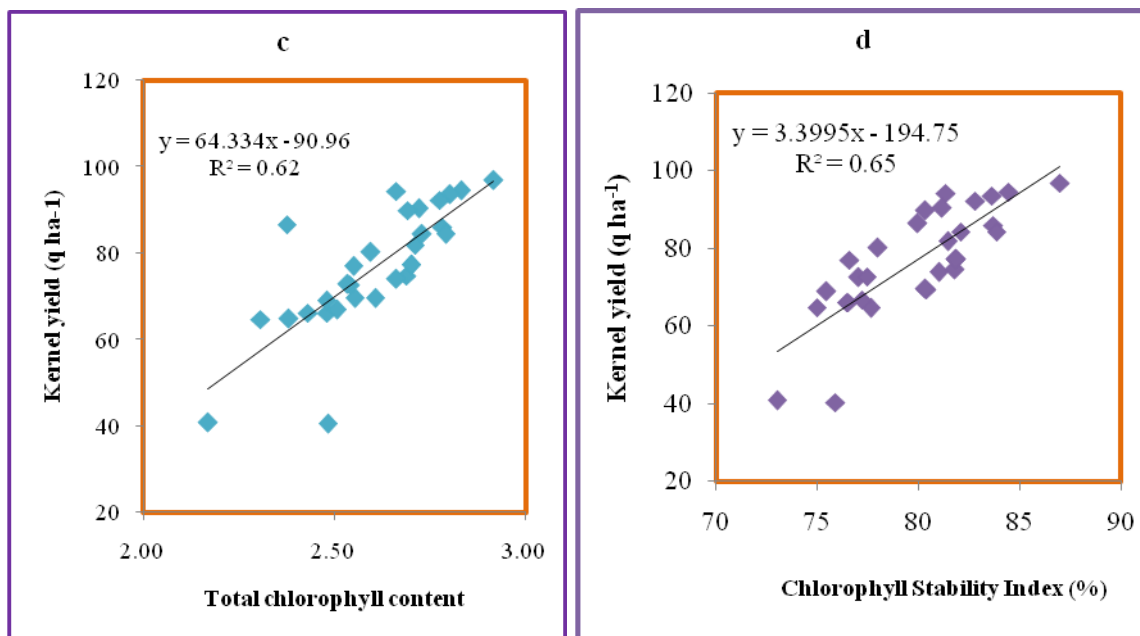 c
120
100
80
60
40
20
y = 64.334x - 90.96
R² = 0.62
Kernel yield (q ha-1)
2.00 2.50 3.00
Total chlorophyll content
d
120
100
80
60
40
20
y = 3.3995x - 194.75
R² = 0.65
Kernel yield (q ha⁻¹)
70 75 80 85 90
Chlorophyll Stability Index (%)